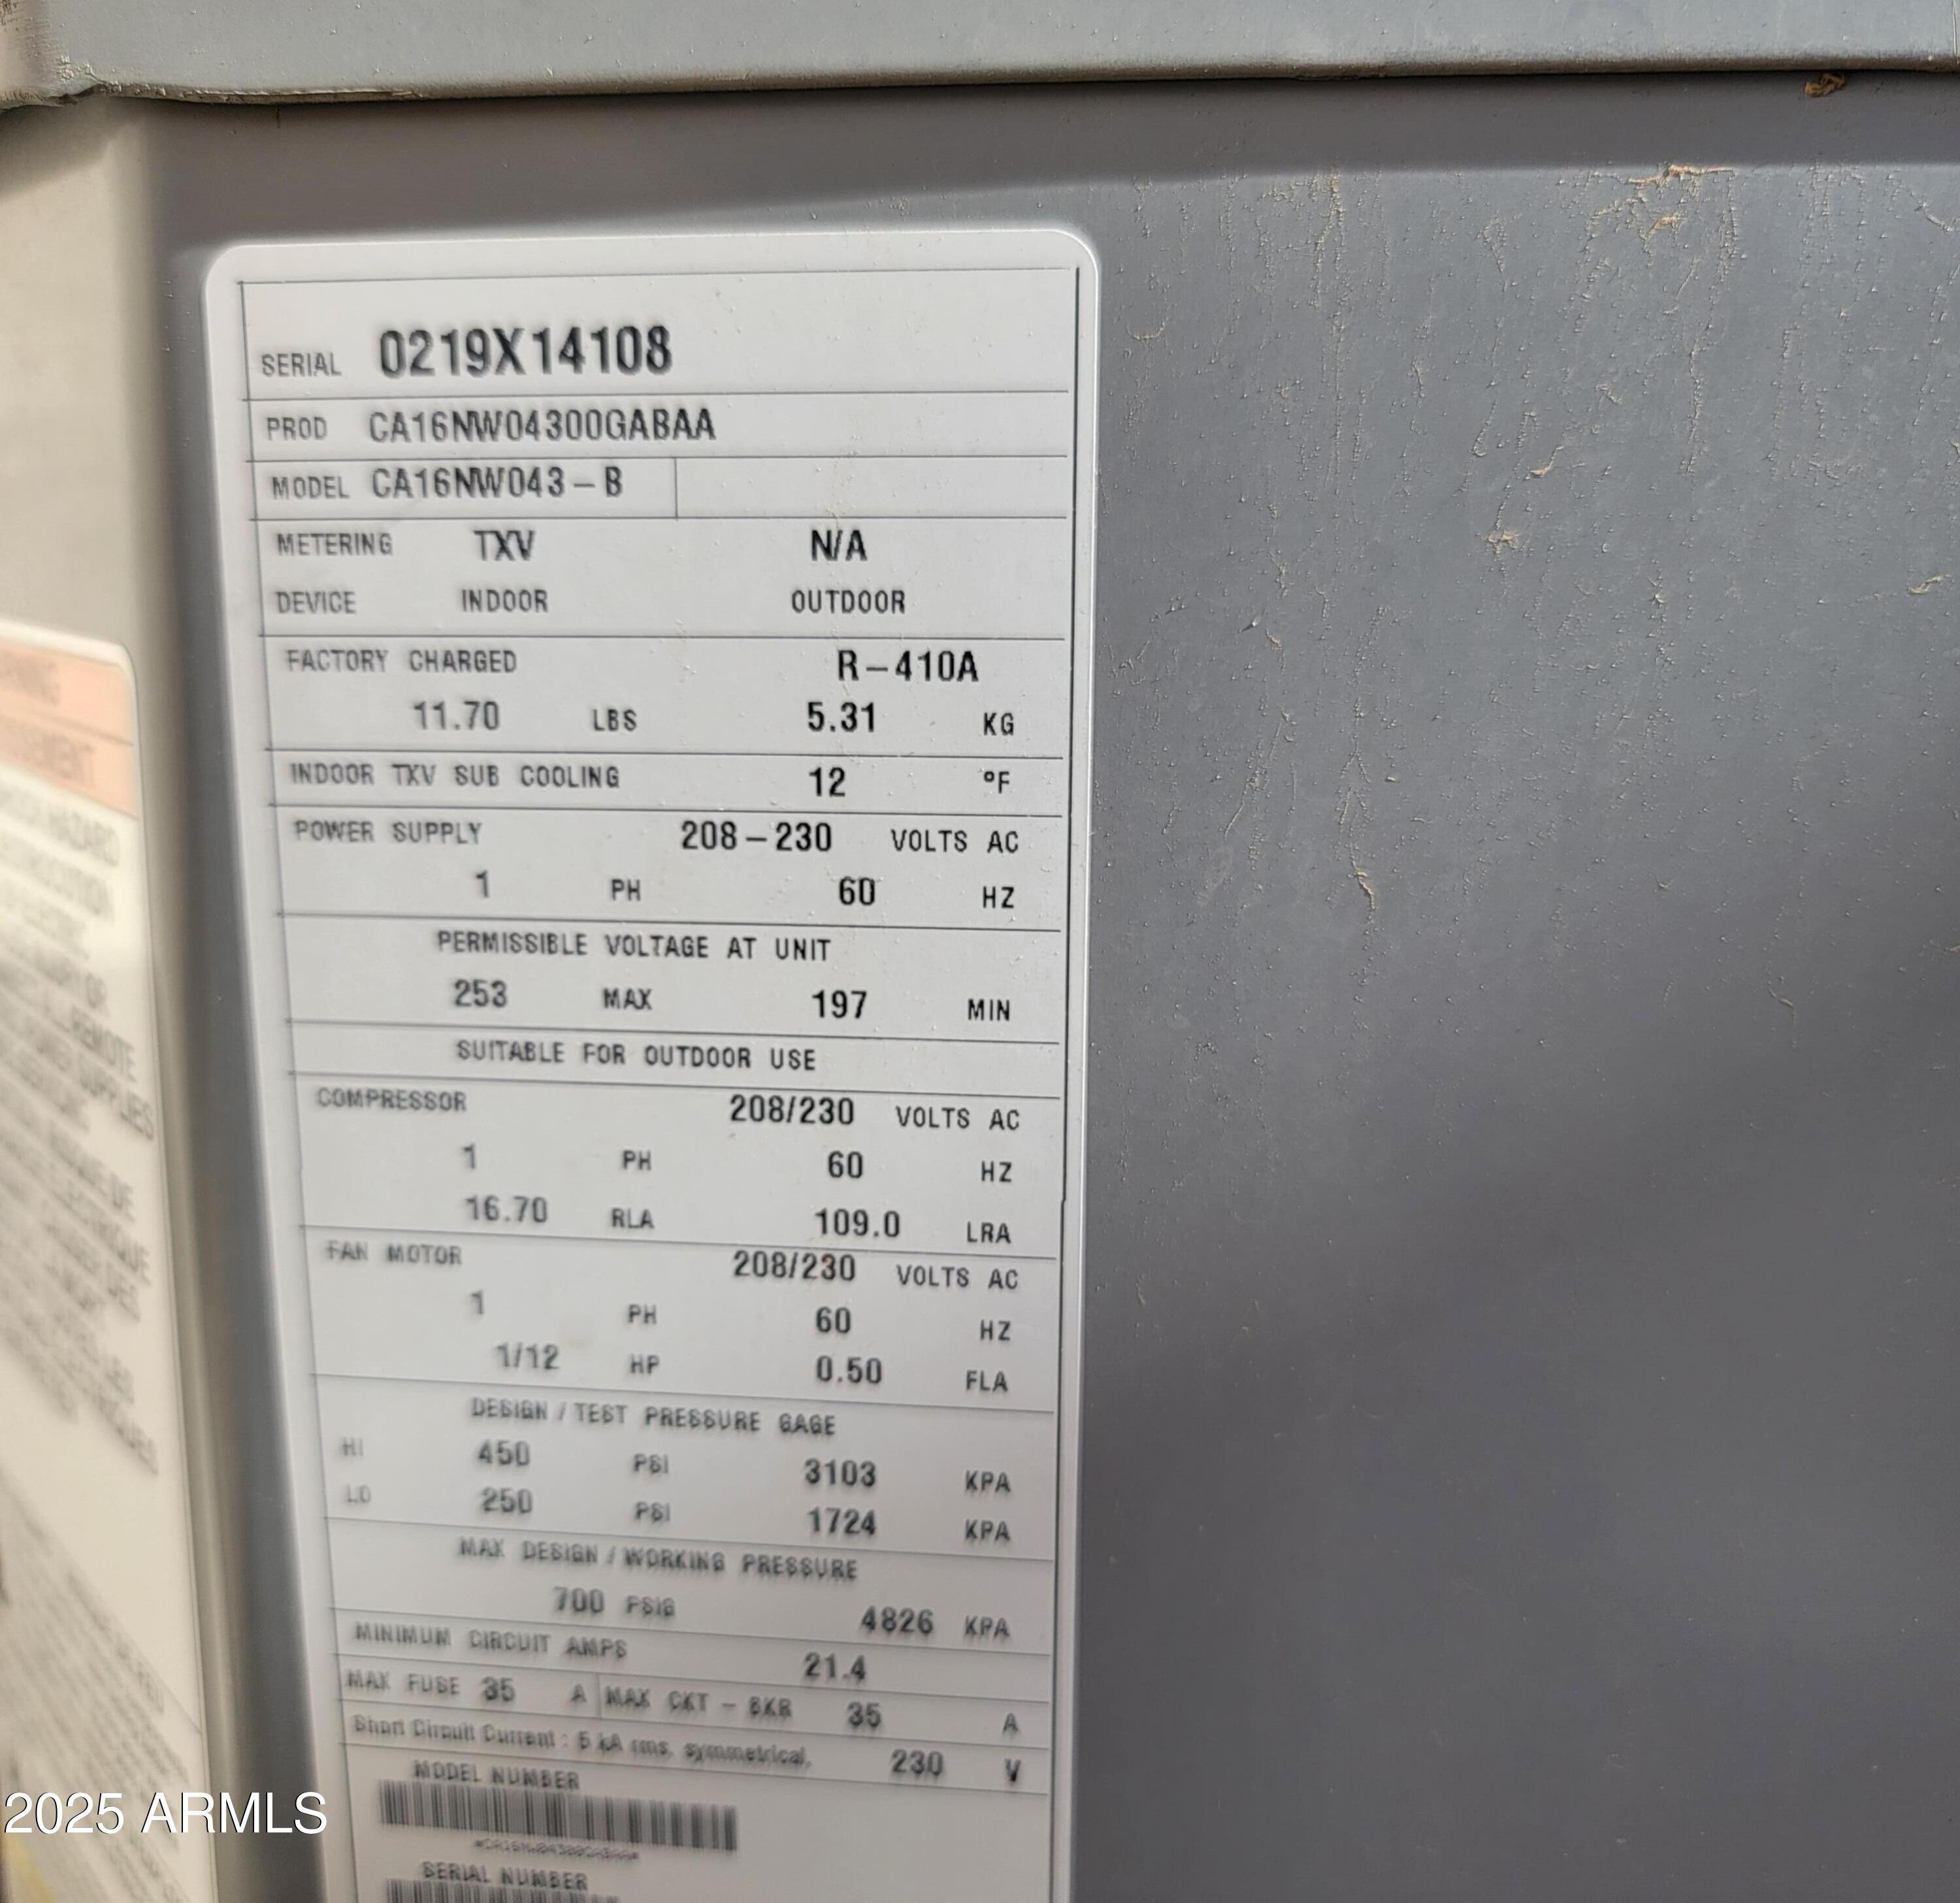 SERIAL 0219X14108
PROD CA16NW04300GABAA
MODEL CA16NW043-B
METERING TXV N/A
DEVICE INDOOR OUTDOOR
FACTORY CHARGED R-410A
11.70 LBS 5.31 KG
INDOOR TXV SUB COOLING 12 °F
POWER SUPPLY 208-230 VOLTS AC
1 PH 60 HZ
PERMISSIBLE VOLTAGE AT UNIT
253 MAX 197 MIN
SUITABLE FOR OUTDOOR USE
COMPRESSOR 208/230 VOLTS AC
1 PH 60 HZ
16.70 RLA 109.0 LRA
FAN MOTOR 208/230 VOLTS AC
1 PH 60 HZ
1/12 HP 0.50 FLA
DESIGN / TEST PRESSURE GAGE
HI 450 PSI 3103 KPA
LO 250 PSI 1724 KPA
MAX DESIGN / WORKING PRESSURE
700 PSIG 4826 KPA
MINIMUM CIRCUIT AMPS 21.4
MAX FUSE 35 A MAX CKT - BKR 35 A
Short Circuit Current : 5 kA rms, symmetrical, 230 V
MODEL NUMBER
SERIAL NUMBER
2025 ARMLS